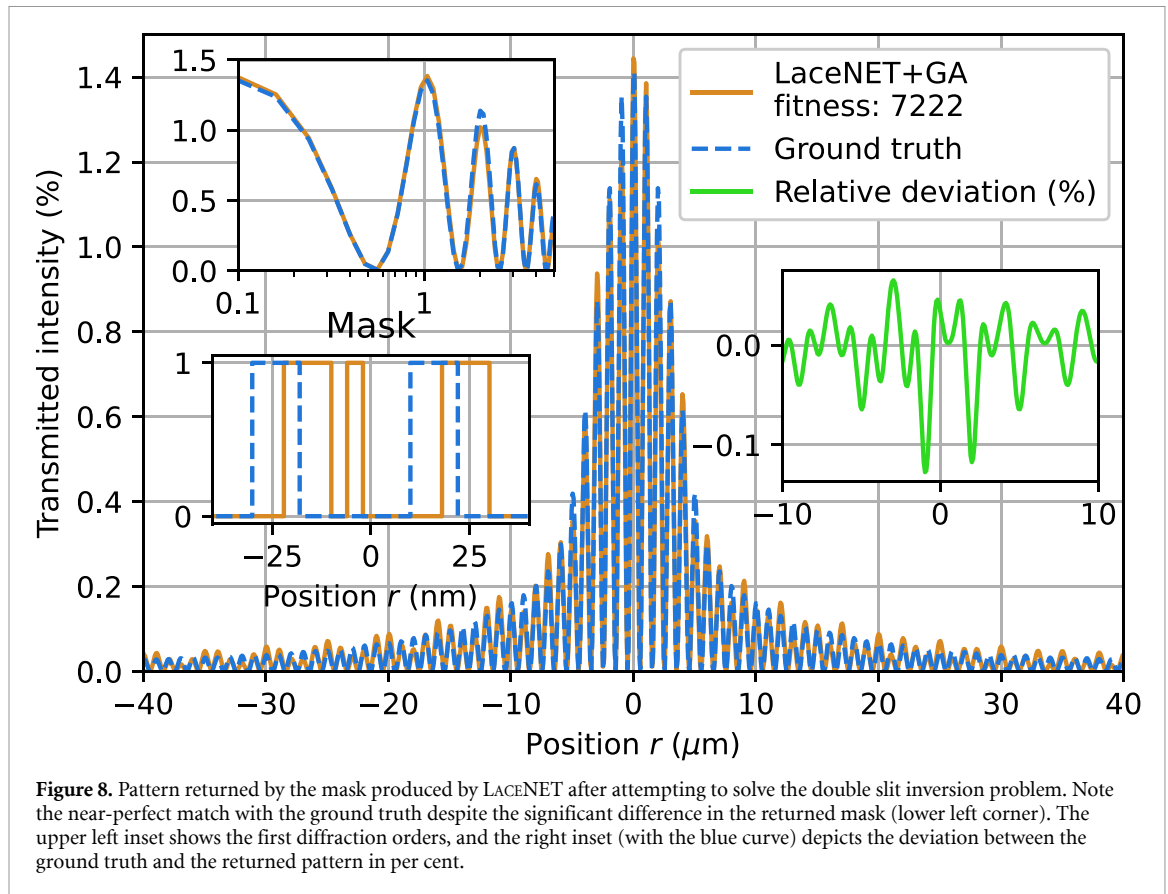 1.4
1.2
1.0
0.8
0.6
0.4
0.2
0.0
Transmitted intensity (%)
−40
−30
−20
−10
0
10
20
30
40
Position r (μm)
1.5
1.0
0.5
0.0
0.1
1
Mask
1
0
−25
0
25
Position r (nm)
LaceNET+GA
fitness: 7222
Ground truth
Relative deviation (%)
0.0
−0.1
−10
0
10
Figure 8. Pattern returned by the mask produced by LACENET after attempting to solve the double slit inversion problem. Note
the near-perfect match with the ground truth despite the significant difference in the returned mask (lower left corner). The
upper left inset shows the first diffraction orders, and the right inset (with the blue curve) depicts the deviation between the
ground truth and the returned pattern in per cent.